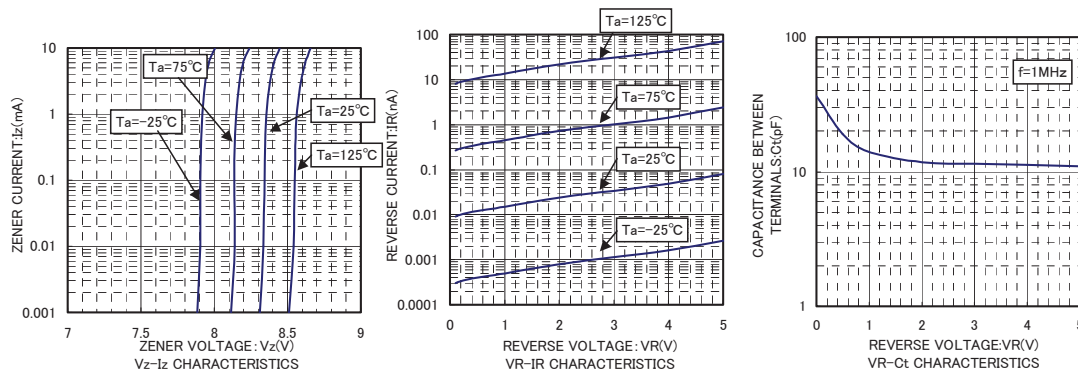 ZENER CURRENT:Iz(mA)
10
1
0.1
0.01
0.001
Ta=75℃
Ta=-25℃
Ta=25℃
Ta=125℃
7
7.5
8
8.5
9
ZENER VOLTAGE:Vz(V)
Vz-Iz CHARACTERISTICS
REVERSE CURRENT:IR(nA)
100
10
1
0.1
0.01
0.001
0.0001
Ta=125℃
Ta=75℃
Ta=25℃
Ta=-25℃
0
1
2
3
4
5
REVERSE VOLTAGE:VR(V)
VR-IR CHARACTERISTICS
CAPACITANCE BETWEEN
TERMINALS:Ct(pF)
100
10
1
f=1MHz
0
1
2
3
4
5
REVERSE VOLTAGE:VR(V)
VR-Ct CHARACTERISTICS